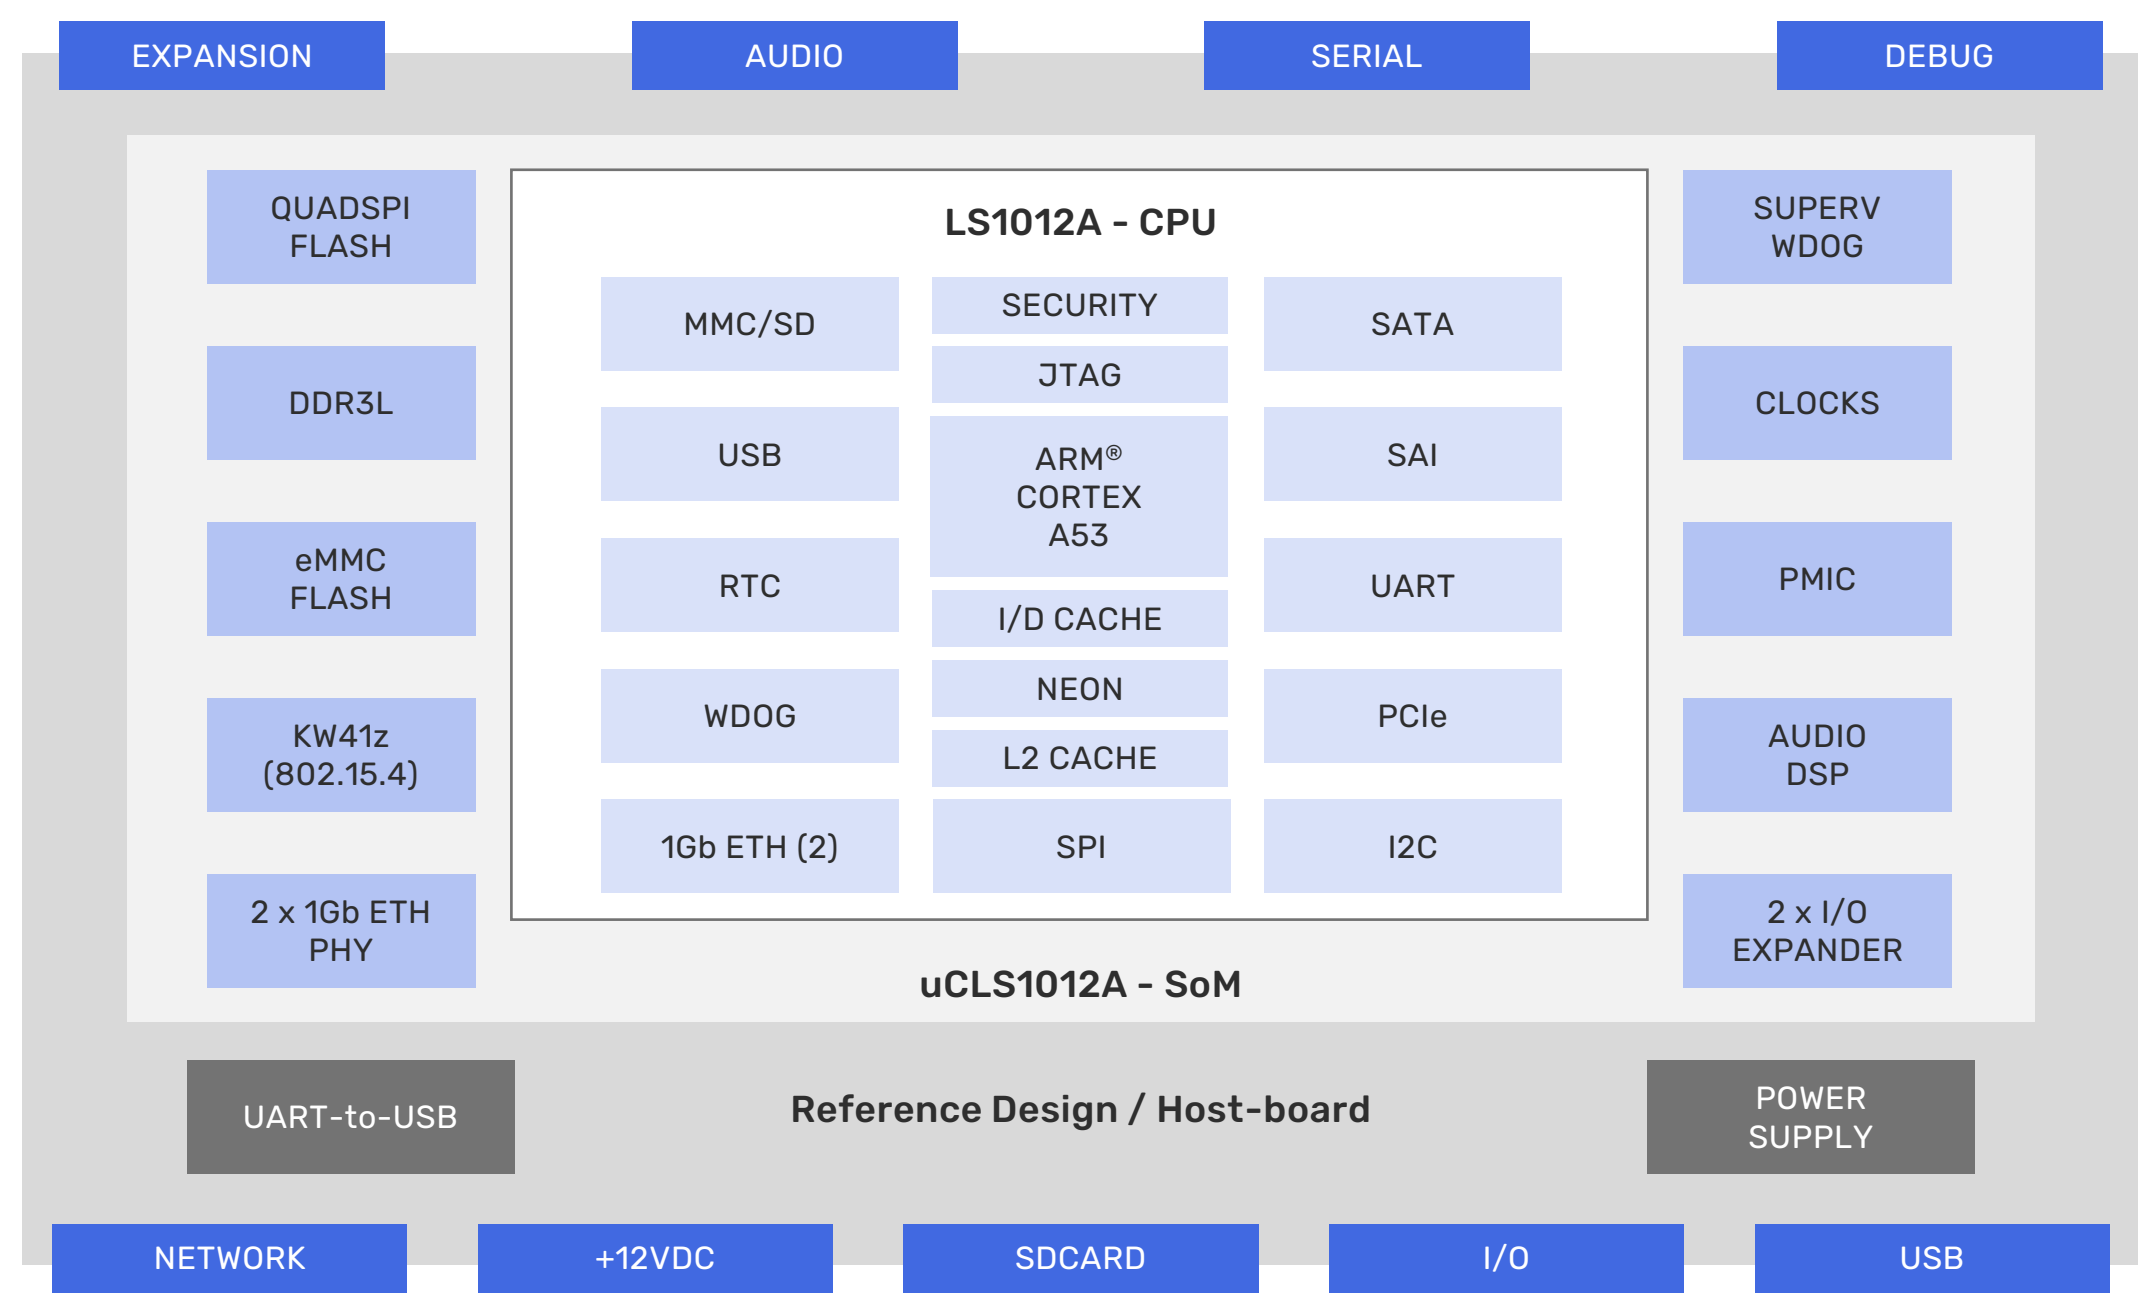 EXPANSION
AUDIO
SERIAL
DEBUG
QUADSPI
FLASH
DDR3L
eMMC
FLASH
KW41z
(802.15.4)
2 x 1Gb ETH
PHY
LS1012A - CPU
MMC/SD
USB
RTC
WDOG
1Gb ETH (2)
SECURITY
JTAG
ARM®
CORTEX
A53
I/D CACHE
NEON
L2 CACHE
SPI
SATA
SAI
UART
PCIe
I2C
SUPERV
WDOG
CLOCKS
PMIC
AUDIO
DSP
2 x I/O
EXPANDER
uCLS1012A - SoM
UART-to-USB
Reference Design / Host-board
POWER
SUPPLY
NETWORK
+12VDC
SDCARD
I/O
USB